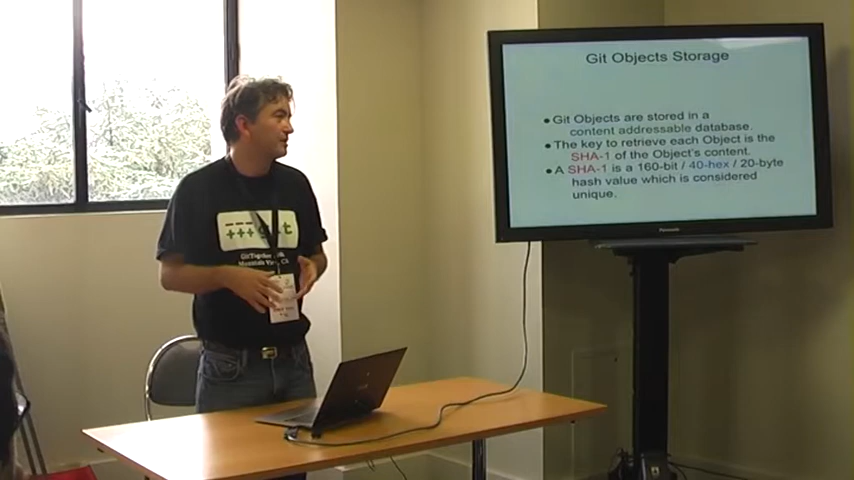 Git Objects Storage
• Git Objects are stored in a
content addressable database.
• The key to retrieve each Object is the
SHA-1 of the Object's content.
• A SHA-1 is a 160-bit / 40-hex / 20-byte
hash value which is considered
unique.
Panasonic
git